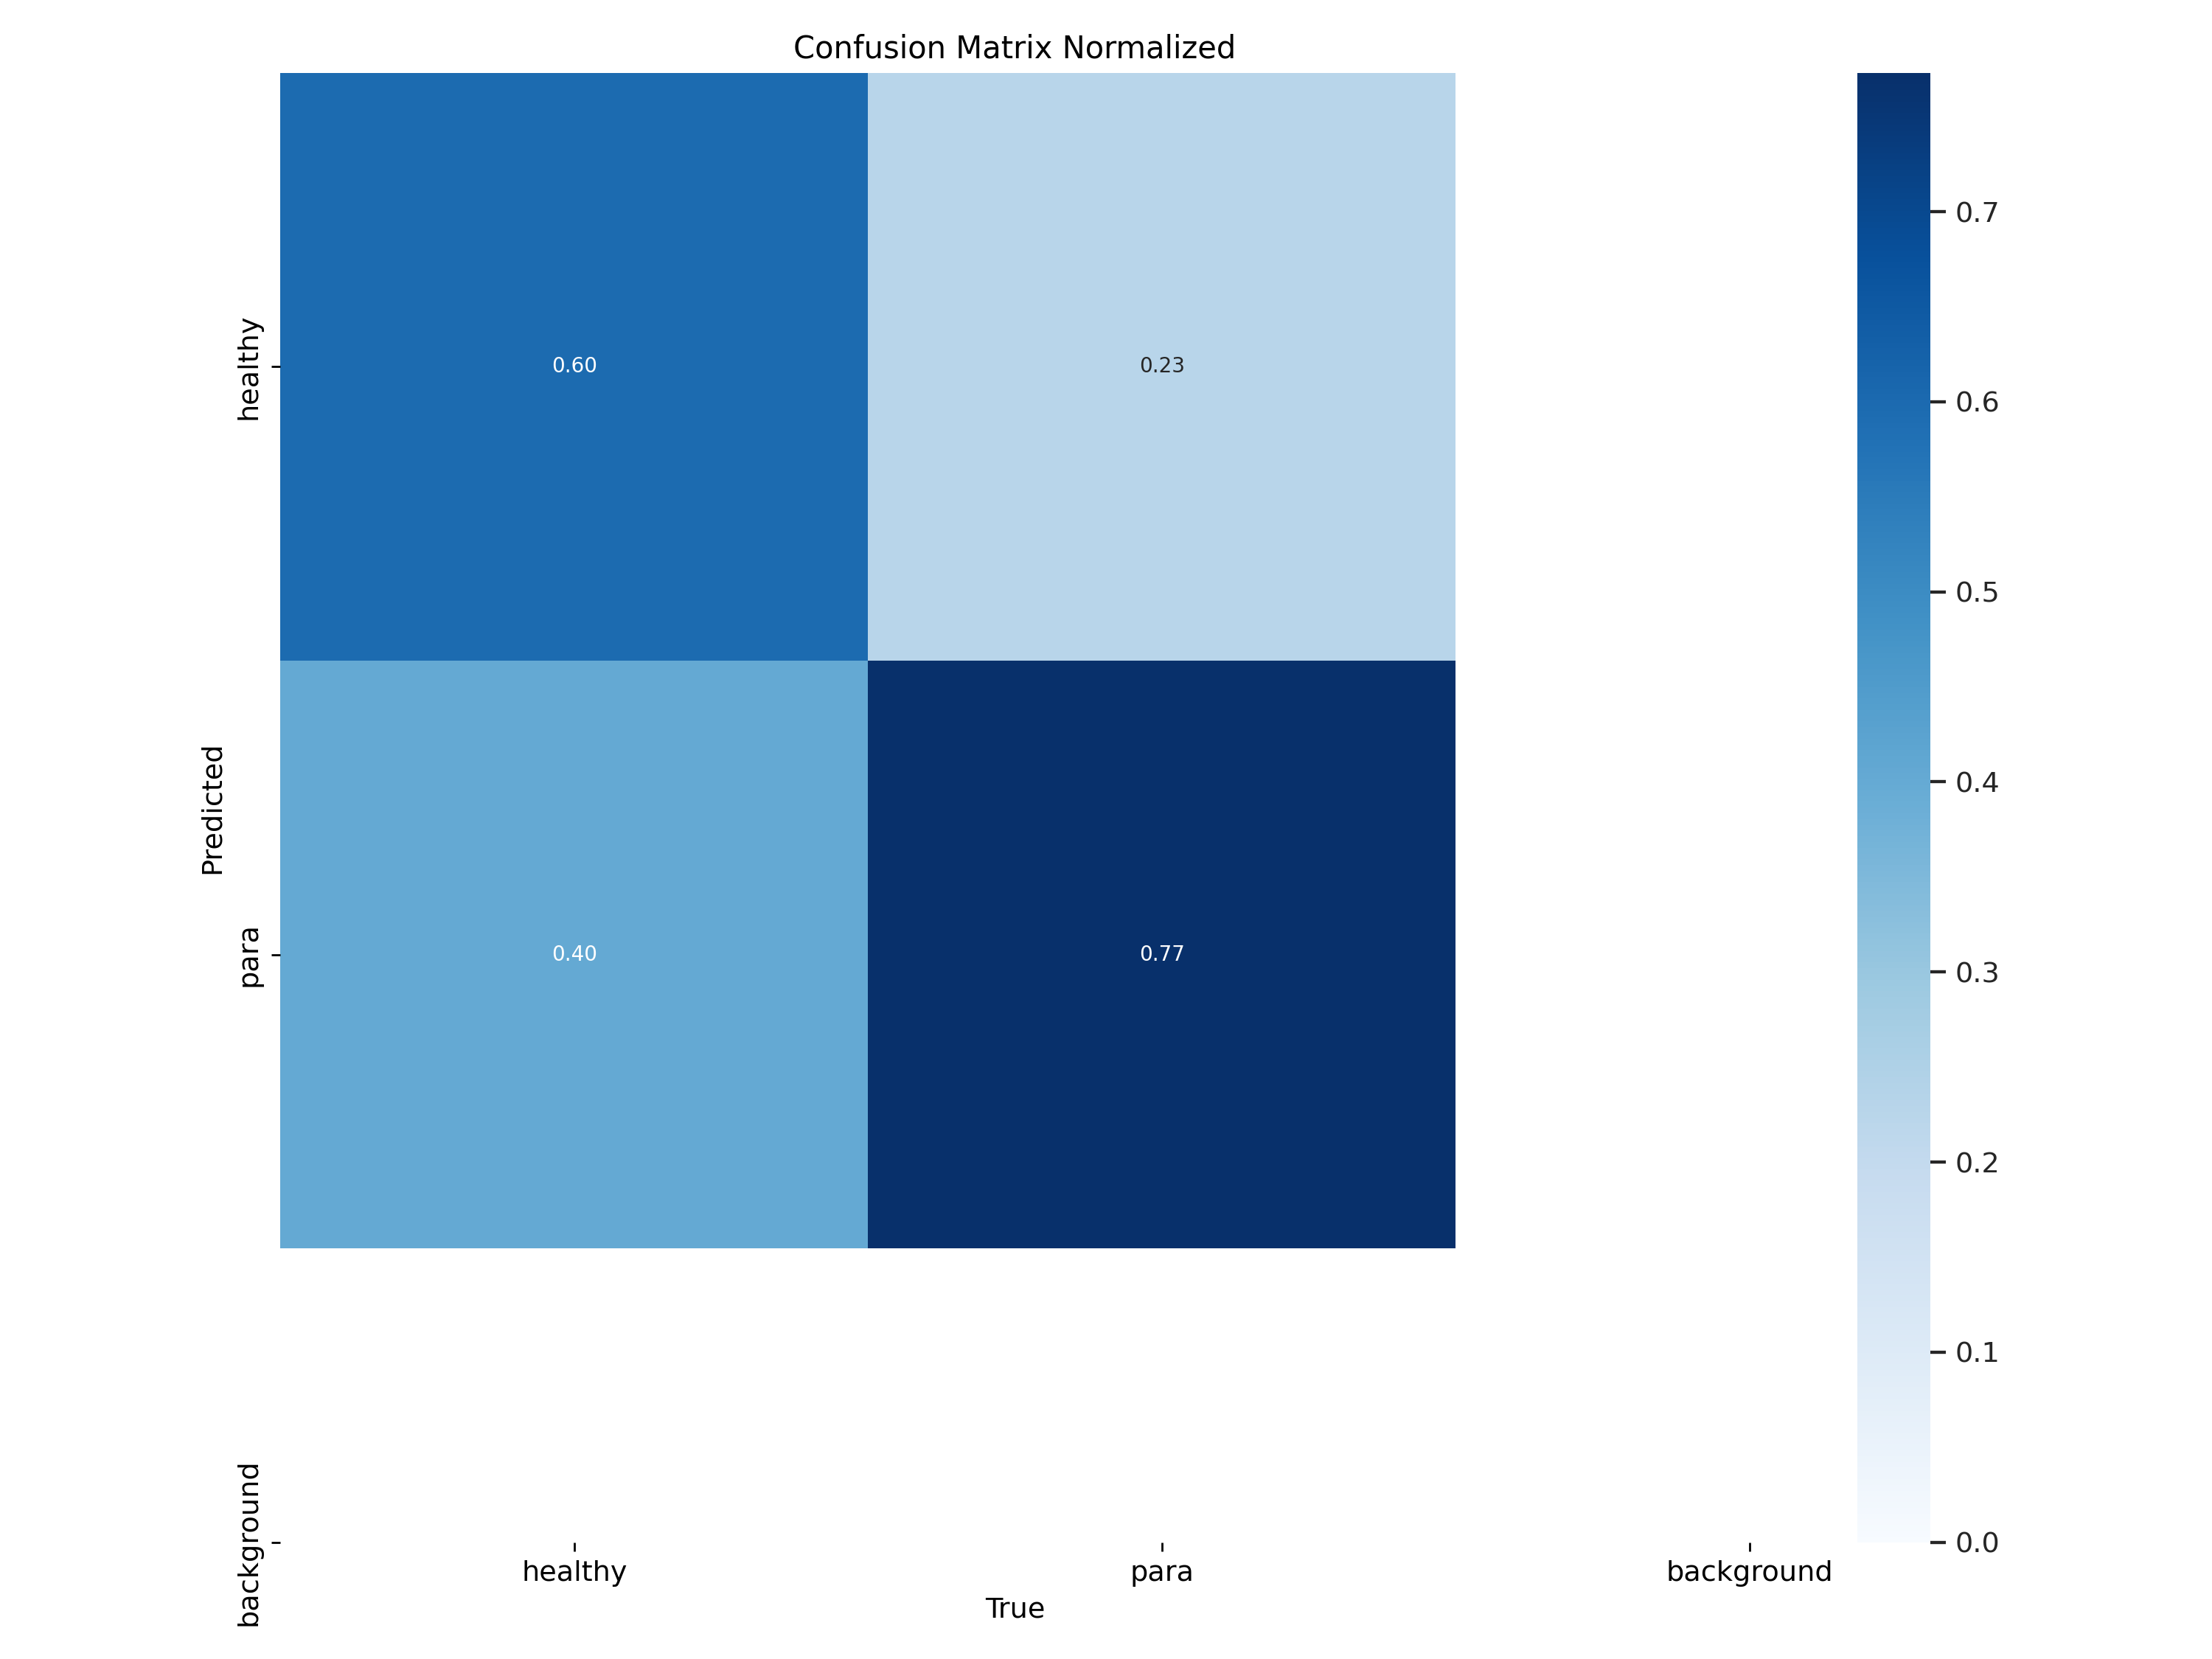 Confusion Matrix Normalized
healthy
para
background
Predicted
0.60
0.23
0.40
0.77
healthy
para
background
True
0.7
0.6
0.5
0.4
0.3
0.2
0.1
0.0